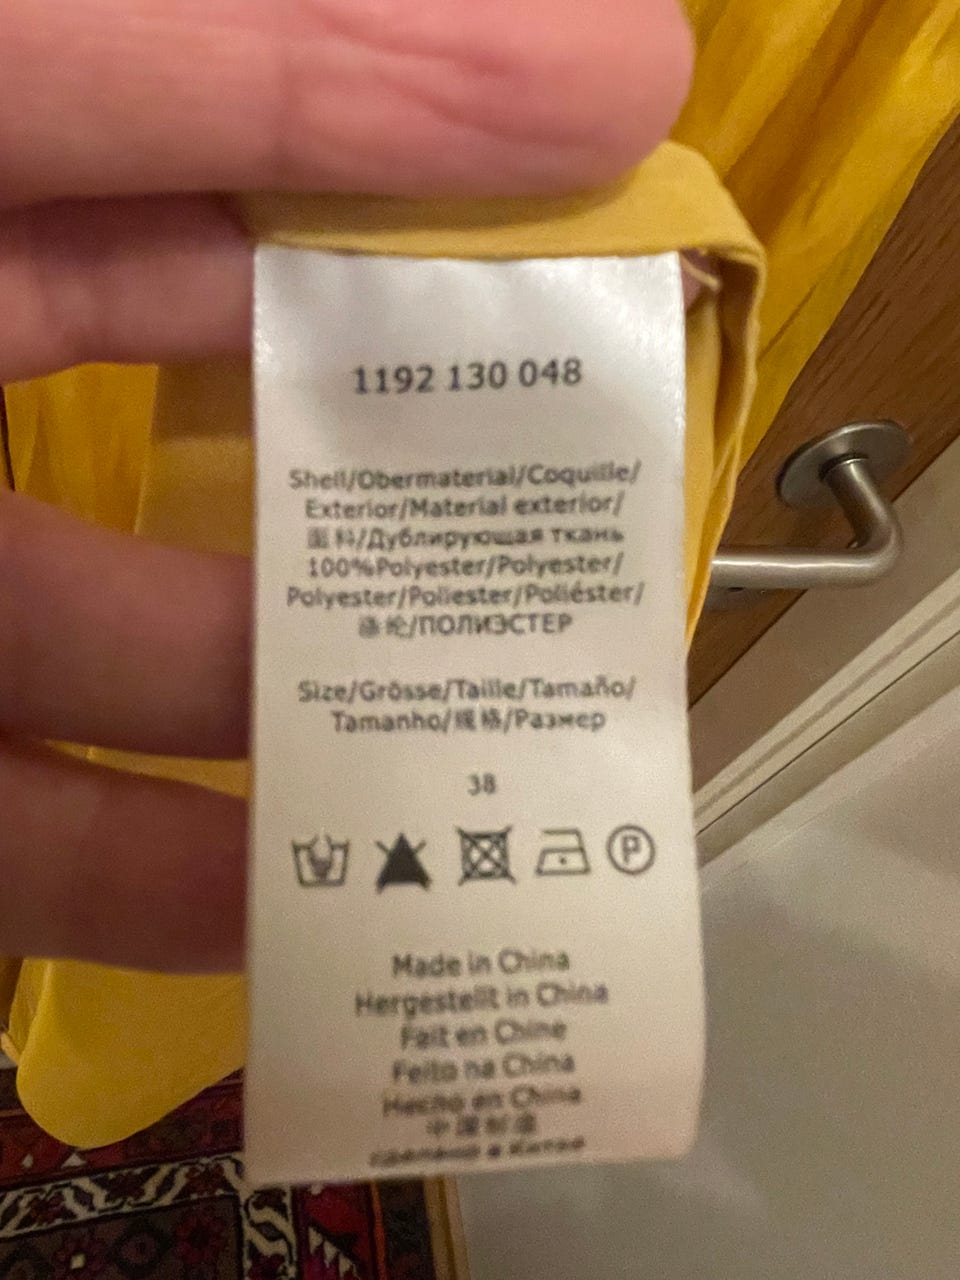 1192 130 048
Shell/Obermaterial/Coquille/
Exterior/Material exterior/
面料/Дублирующая ткань
100%Polyester/Polyester/
Polyester/Poliester/Poliéster/
涤纶/ПОЛИЭСТЕР
Size/Grösse/Taille/Tamaño/
Tamanho/规格/Размер
38
P
Made in China
Hergestellt in China
Fait en Chine
Feito na China
Hecho en China
中国制造
сделано в Китае